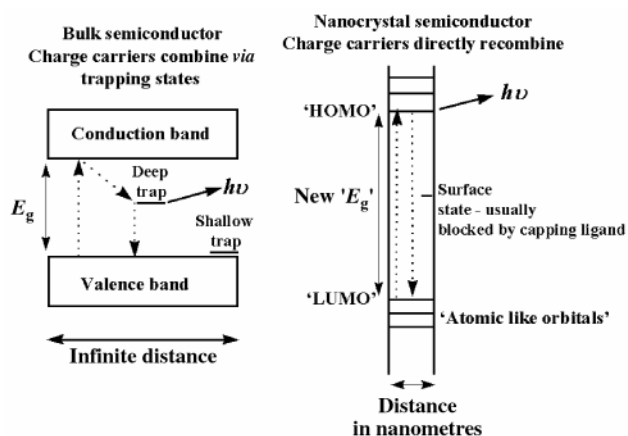 Bulk semiconductor
Charge carriers combine via
trapping states
Conduction band
Deep
trap
hυ
Eg
Shallow
trap
Valence band
Infinite distance
Nanocrystal semiconductor
Charge carriers directly recombine
‘HOMO’
hυ
New ‘Eg’
Surface
state - usually
blocked by capping ligand
‘LUMO’
‘Atomic like orbitals’
Distance
in nanometres